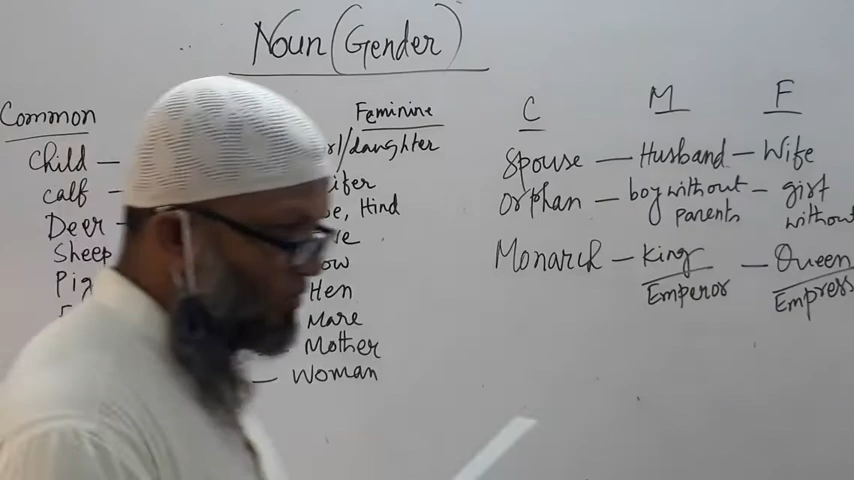 Noun (Gender)
Common
Feminine
Child — /daughter
Calf —
Deer — Hind
Sheep
Pig
Hen
Mare
Mother
— Woman
C M F
Spouse — Husband — Wife
Orphan — boy without parents — girl without
Monarch — King — Queen
Emperor Empress